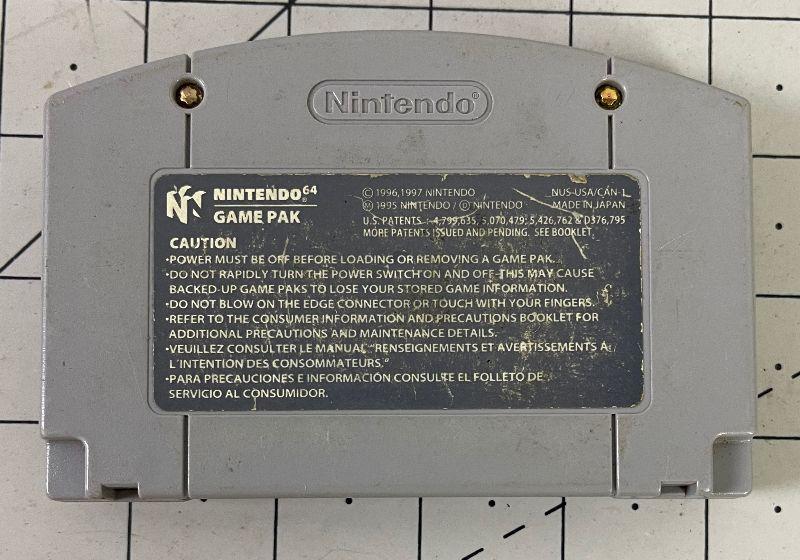 Nintendo®
NINTENDO®64
GAME PAK
© 1996,1997 NINTENDO
NUS-USA/CAN-1
Ⓜ 1995 NINTENDO / Ⓓ NINTENDO
MADE IN JAPAN
U.S. PATENTS : 4,799,635, 5,070,479, 5,426,762 & D376,795
MORE PATENTS ISSUED AND PENDING. SEE BOOKLET.
CAUTION
•POWER MUST BE OFF BEFORE LOADING OR REMOVING A GAME PAK.
•DO NOT RAPIDLY TURN THE POWER SWITCH ON AND OFF-THIS MAY CAUSE
BACKED-UP GAME PAKS TO LOSE YOUR STORED GAME INFORMATION.
•DO NOT BLOW ON THE EDGE CONNECTOR OR TOUCH WITH YOUR FINGERS.
•REFER TO THE CONSUMER INFORMATION AND PRECAUTIONS BOOKLET FOR
ADDITIONAL PRECAUTIONS AND MAINTENANCE DETAILS.
•VEUILLEZ CONSULTER LE MANUAL "RENSEIGNEMENTS ET AVERTISSEMENTS À
L'INTENTION DES CONSOMMATEURS."
•PARA PRECAUCIONES E INFORMACIÓN CONSULTE EL FOLLETO DE
SERVICIO AL CONSUMIDOR.